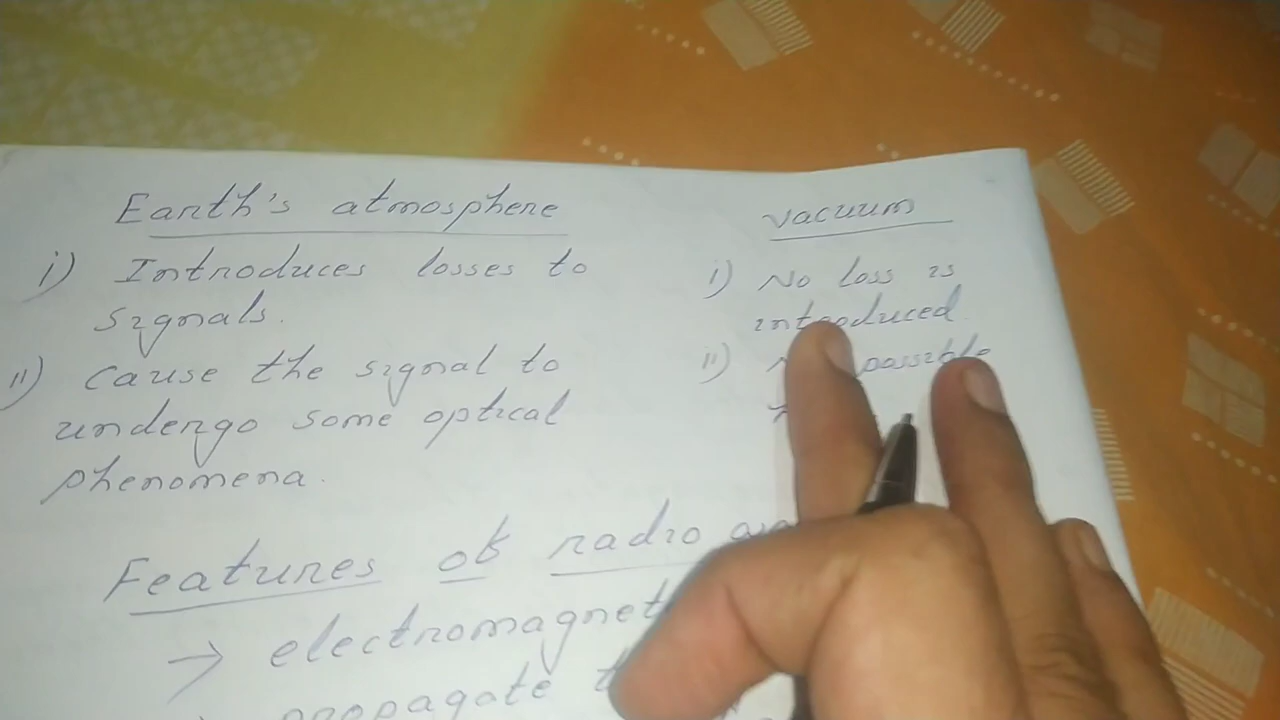 Earth's atmosphere
i) Introduces losses to
signals.
ii) Cause the signal to
undergo some optical
phenomena.
vacuum
i) No loss is
introduced
ii) possible
Features of radio
→ electromagnet
propagate